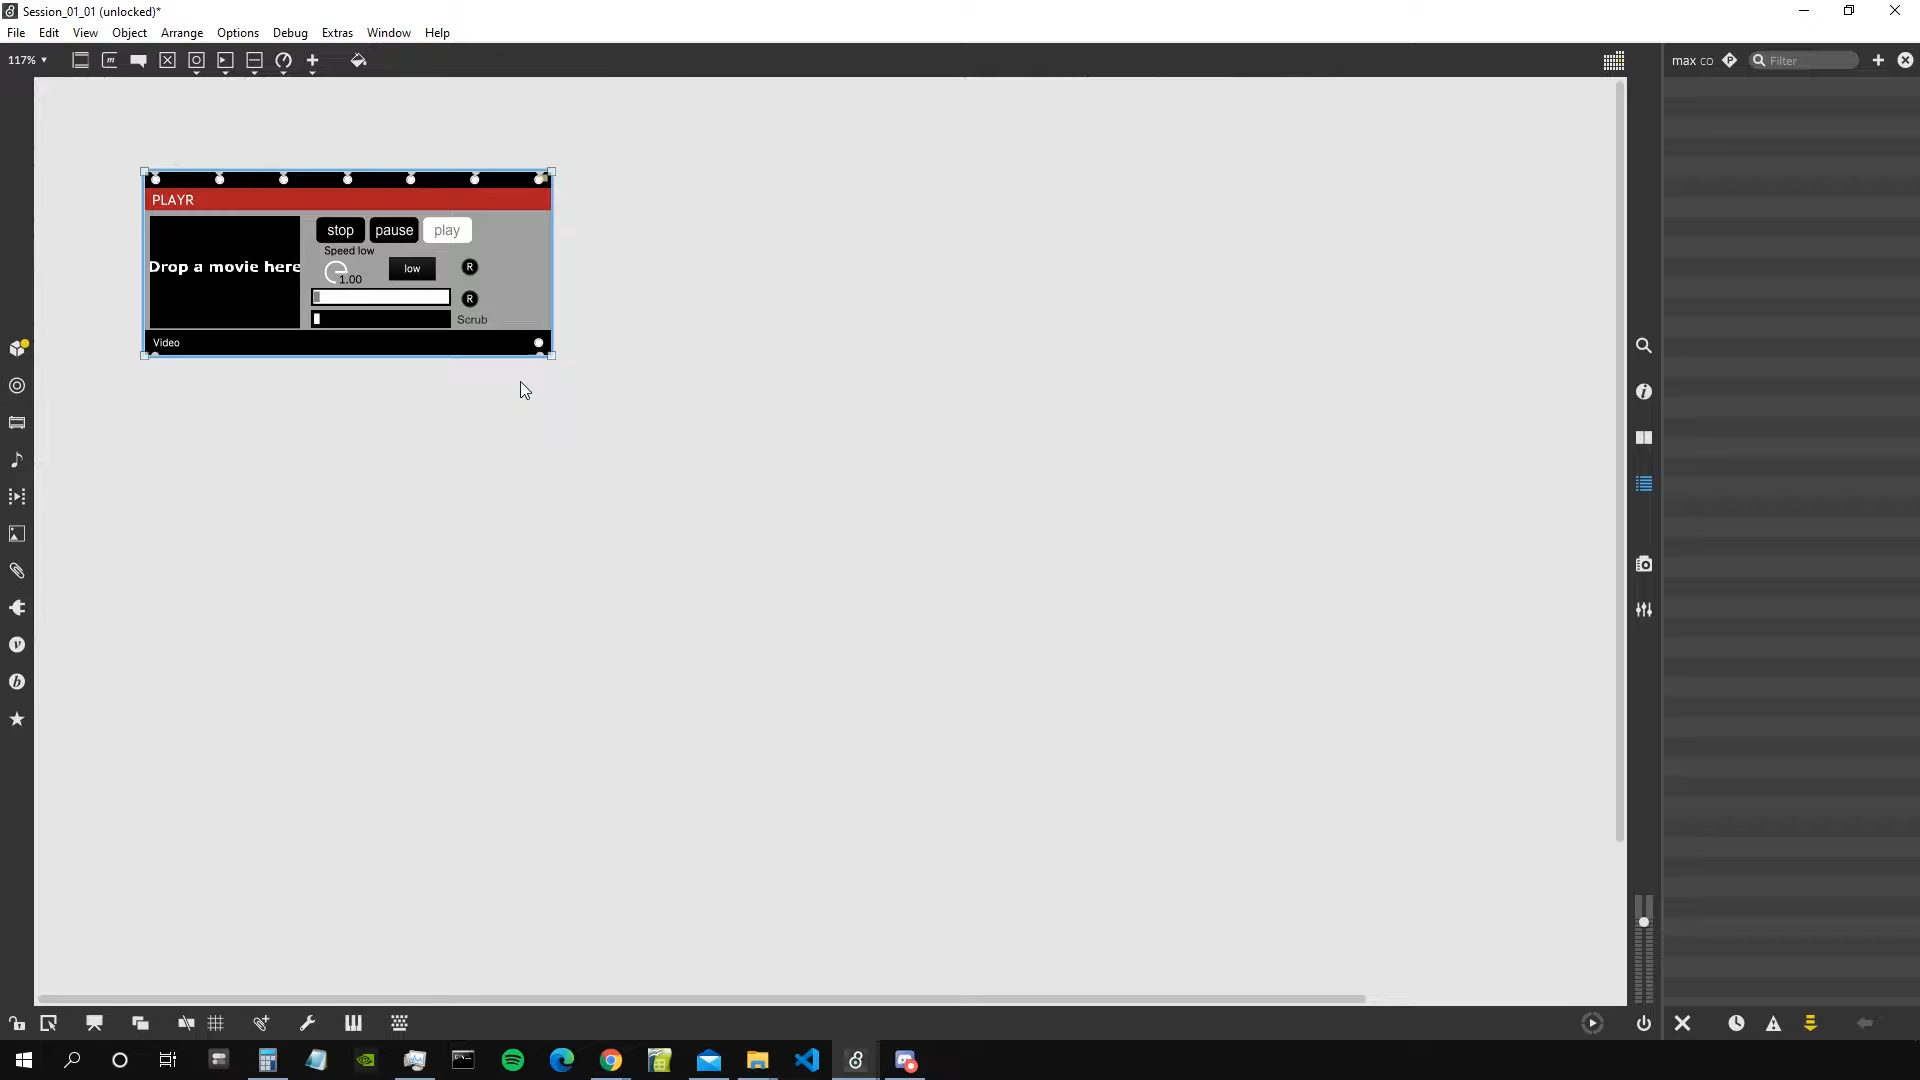 Session_01_01 (unlocked)*
File Edit View Object Arrange Options Debug Extras Window Help
117%
max co Filter
PLAYR
stop pause play
Speed low
Drop a movie here
low R
1.00
R
Scrub
Video